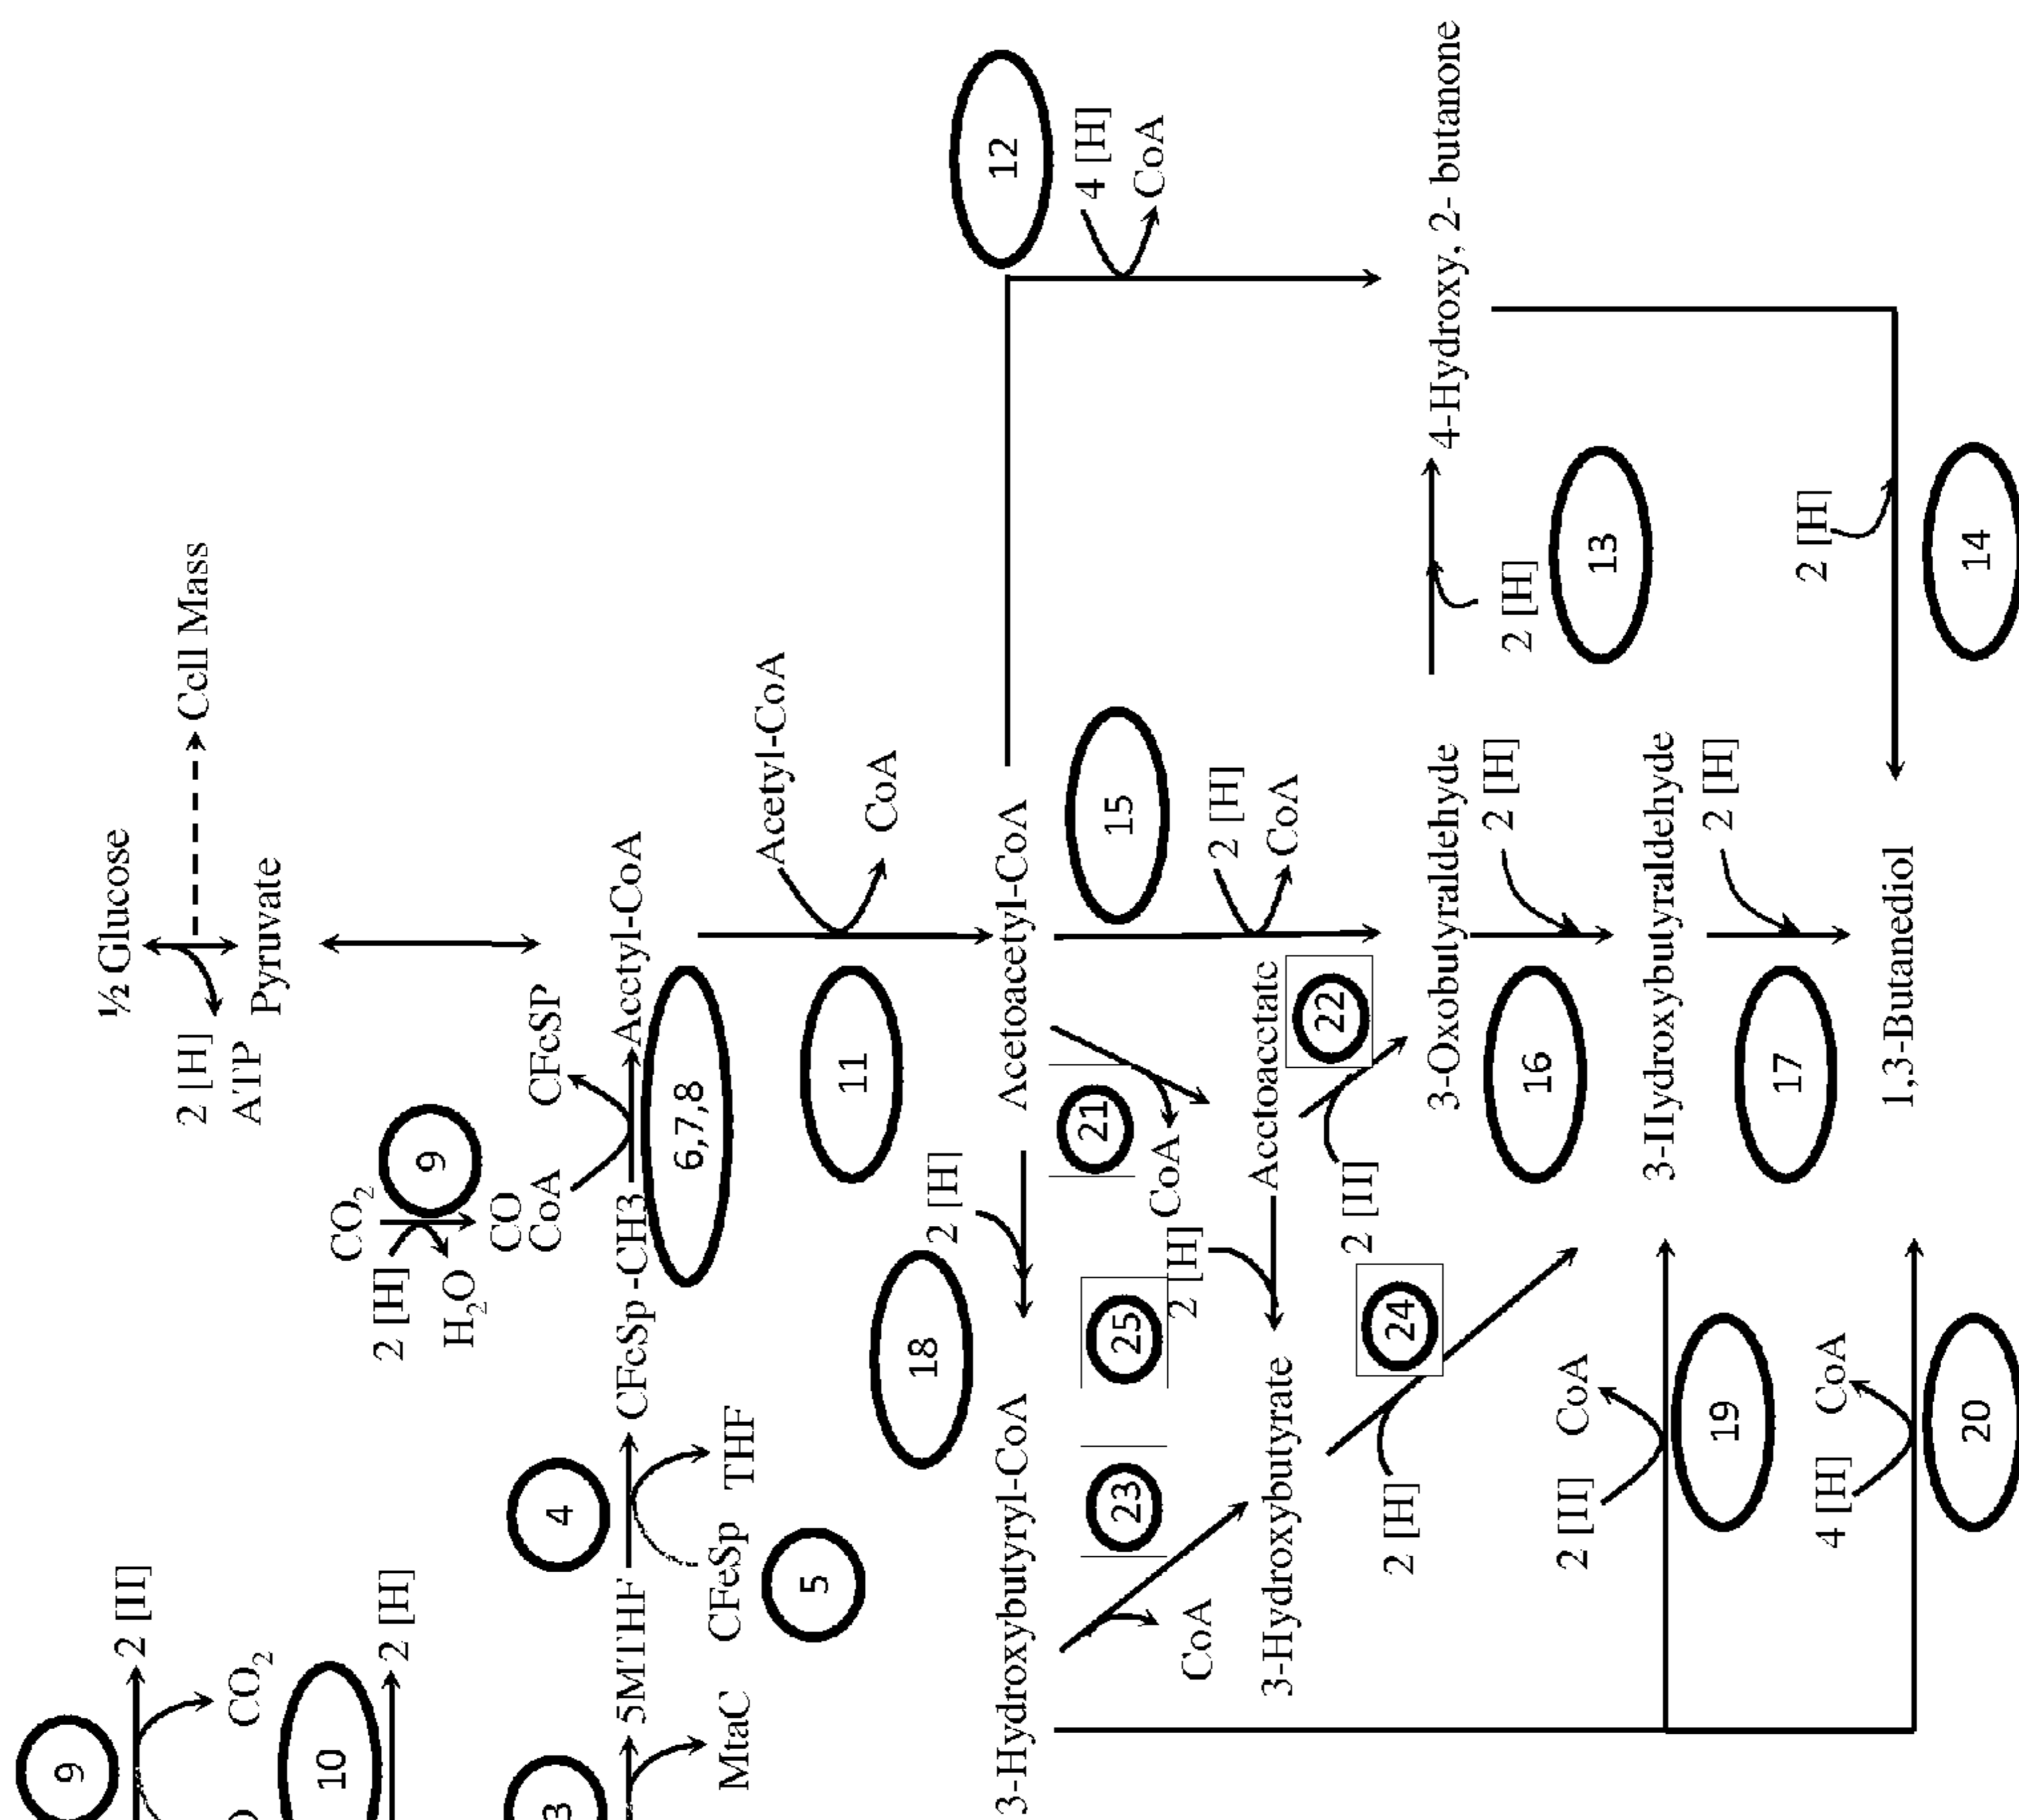 9
2 [H]
½ Glucose
Cell Mass
2 [H]
ATP
Pyruvate
CO2
10
2 [H]
CO2
9
2 [H]
H2O
CO
CoA
CFeSP
3
4
5MTHF
CFeSp -CH3
Acetyl-CoA
MtaC
CFeSp
THF
6,7,8
5
Acetyl-CoA
CoA
11
18
2 [H]
3-Hydroxybutyryl-CoA
Acetoacetyl-CoA
12
4 [H]
CoA
23
25
21
15
CoA
2 [H]
CoA
2 [H]
CoA
3-Hydroxybutyrate
Acetoacetate
22
2 [H]
24
2 [H]
3-Oxobutyraldehyde
4-Hydroxy, 2- butanone
2 [H]
2 [H]
16
13
2 [H]
CoA
3-Hydroxybutyraldehyde
19
2 [H]
17
2 [H]
4 [H]
CoA
1,3-Butanediol
20
14